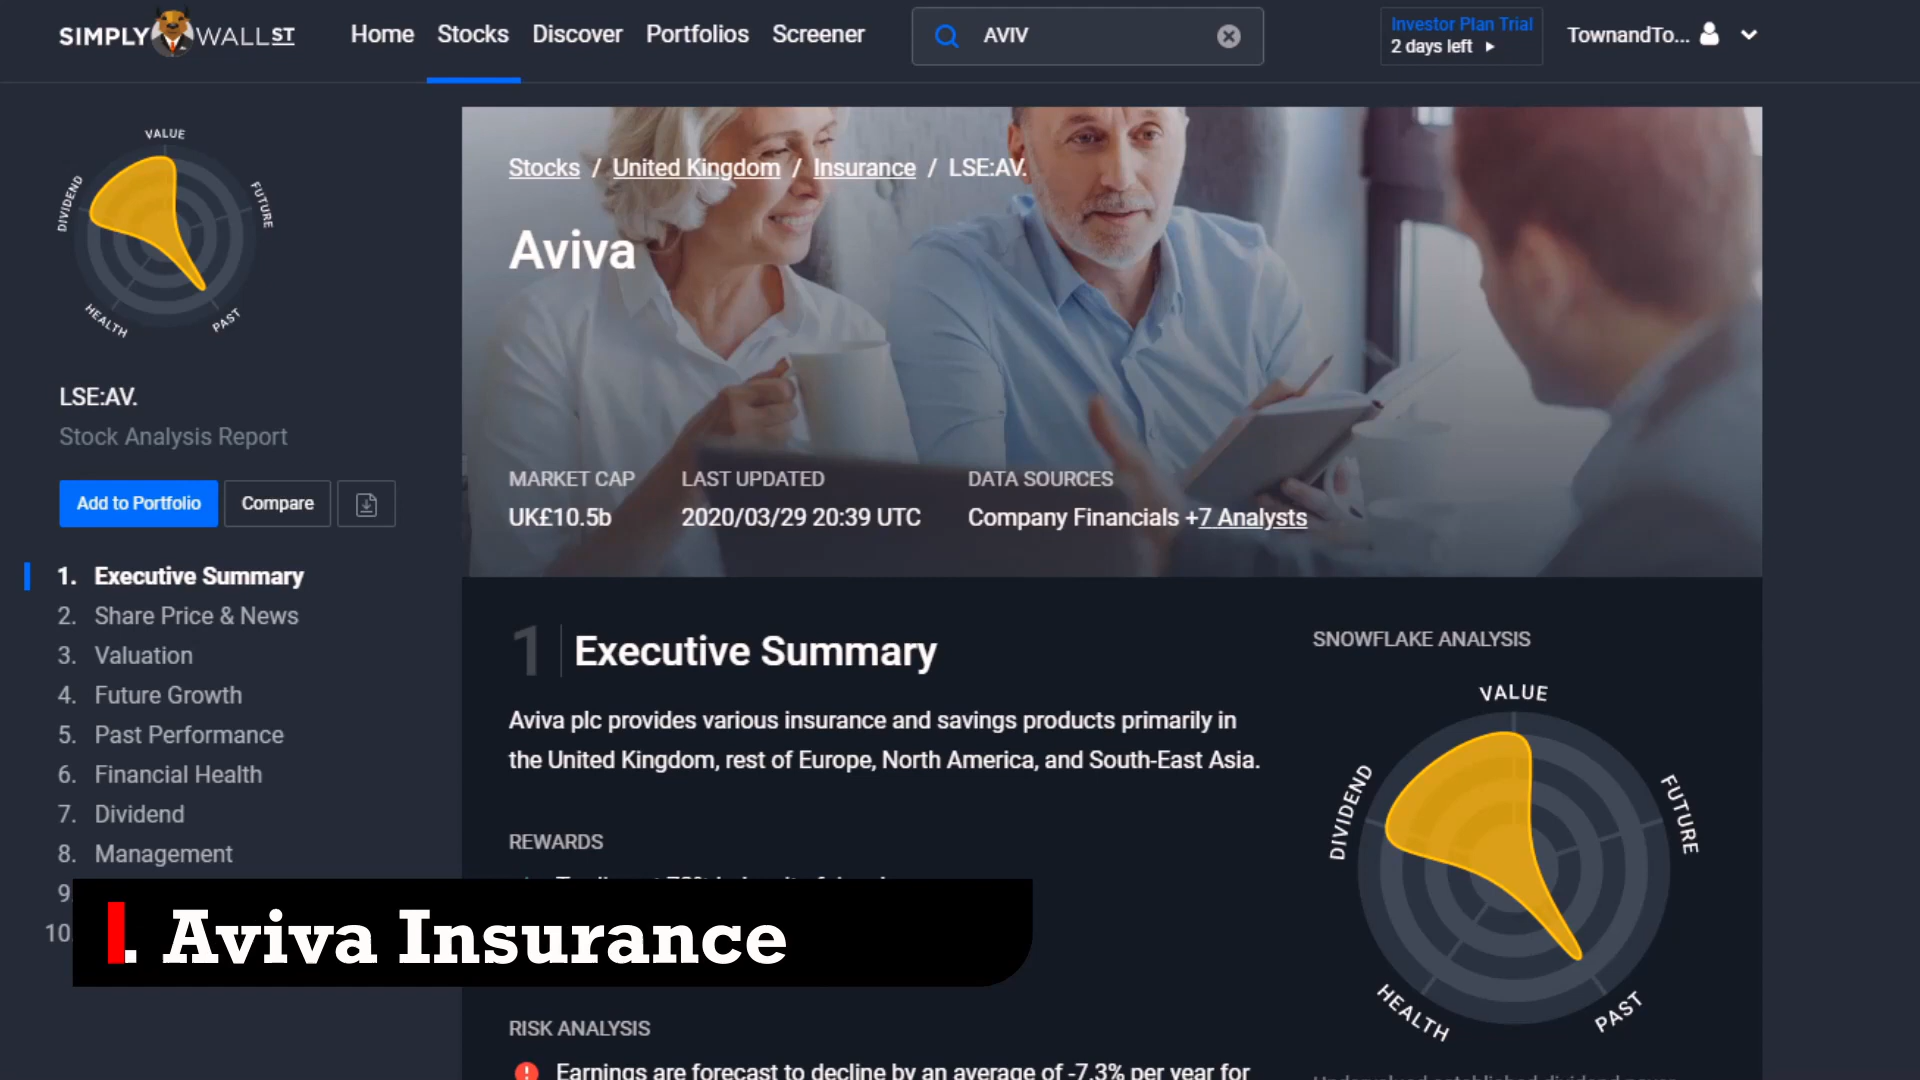 SIMPLY WALL ST
Home Stocks Discover Portfolios Screener
AVIV
Investor Plan Trial
2 days left
TownandTo...
VALUE
FUTURE
PAST
HEALTH
DIVIDEND
LSE:AV.
Stock Analysis Report
Add to Portfolio Compare
1. Executive Summary
2. Share Price & News
3. Valuation
4. Future Growth
5. Past Performance
6. Financial Health
7. Dividend
8. Management
9.
10.
Stocks / United Kingdom / Insurance / LSE:AV.
Aviva
MARKET CAP LAST UPDATED DATA SOURCES
UK£10.5b 2020/03/29 20:39 UTC Company Financials +7 Analysts
1 Executive Summary
Aviva plc provides various insurance and savings products primarily in
the United Kingdom, rest of Europe, North America, and South-East Asia.
REWARDS
. Aviva Insurance
RISK ANALYSIS
Earnings are forecast to decline by an average of -7.3% per year for
SNOWFLAKE ANALYSIS
VALUE
FUTURE
PAST
HEALTH
DIVIDEND